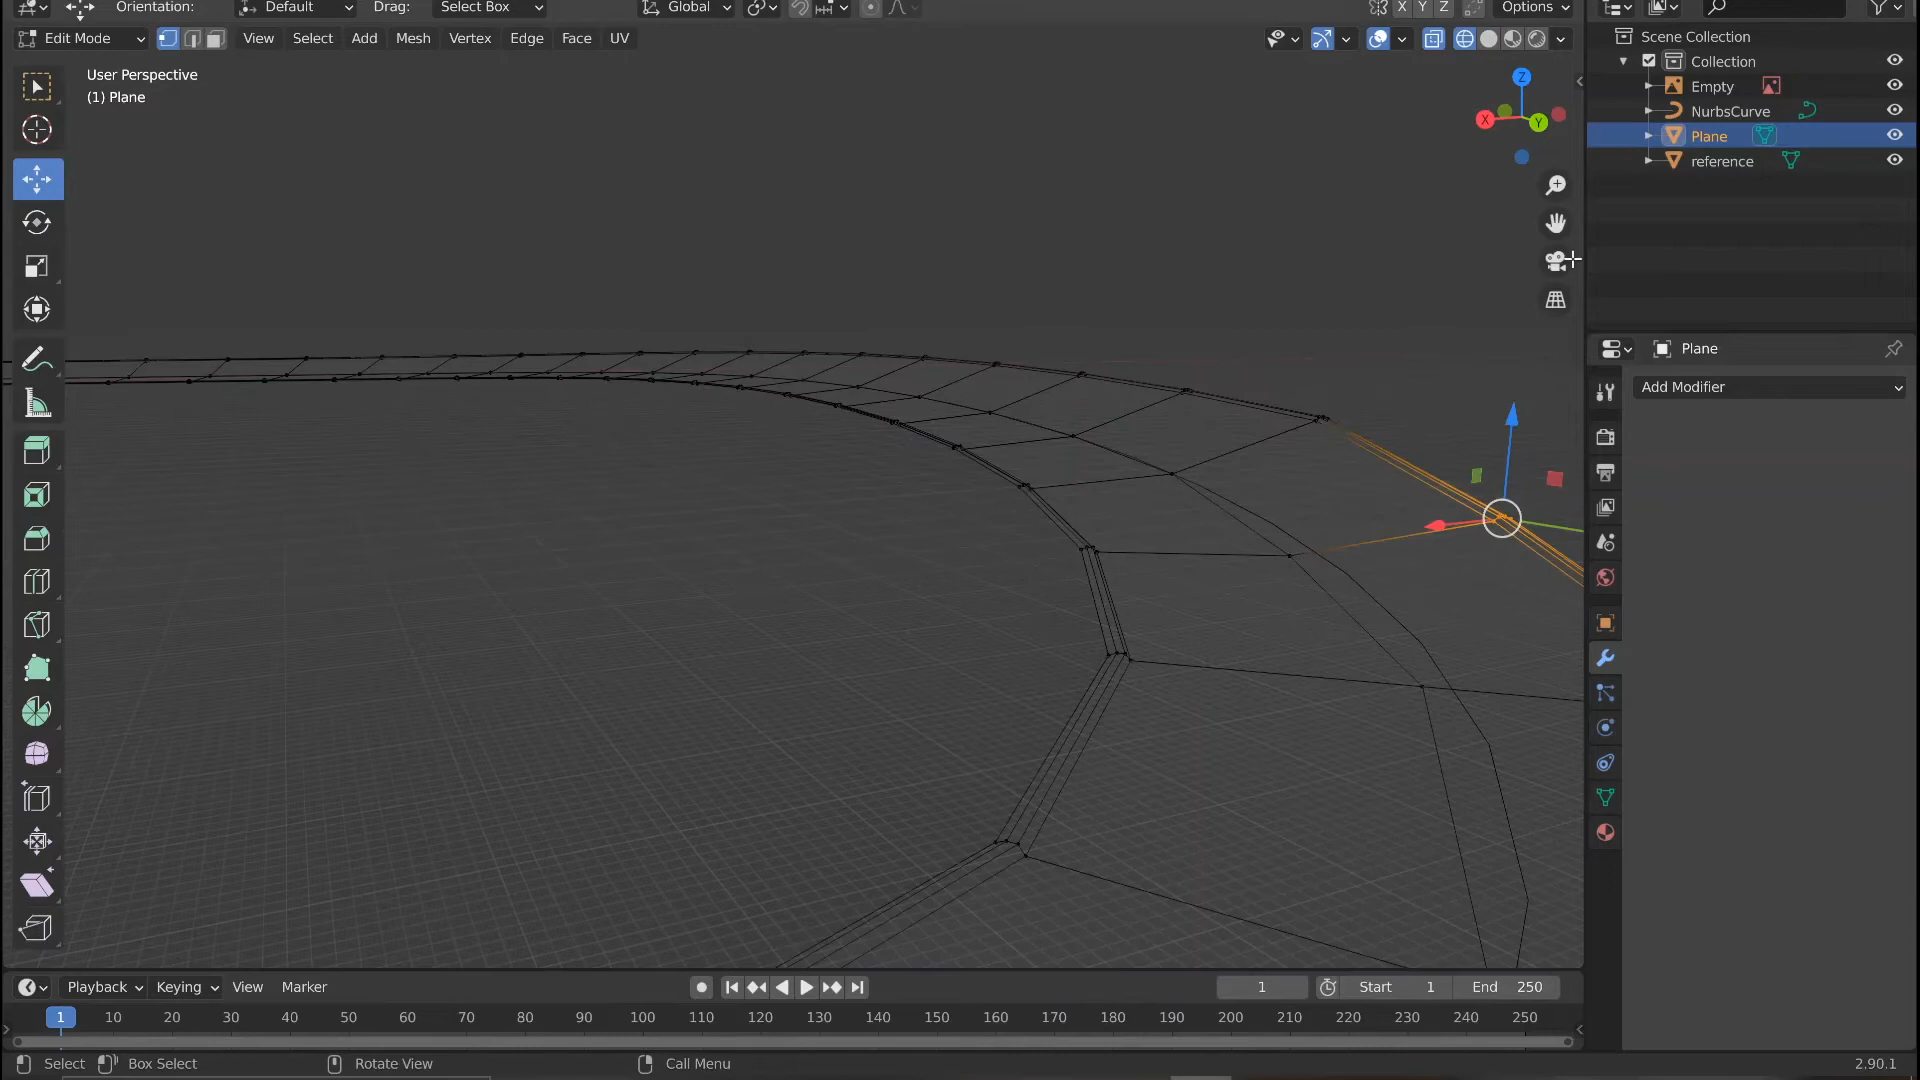 Orientation: Default Drag: Select Box Global X Y Z Options
Edit Mode View Select Add Mesh Vertex Edge Face UV
User Perspective
(1) Plane
Z
X
Y
Scene Collection
Collection
Empty
NurbsCurve
Plane
reference
Plane
Add Modifier
Playback Keying View Marker 1 Start 1 End 250
1 10 20 30 40 50 60 70 80 90 100 110 120 130 140 150 160 170 180 190 200 210 220 230 240 250
Select Box Select Rotate View Call Menu 2.90.1